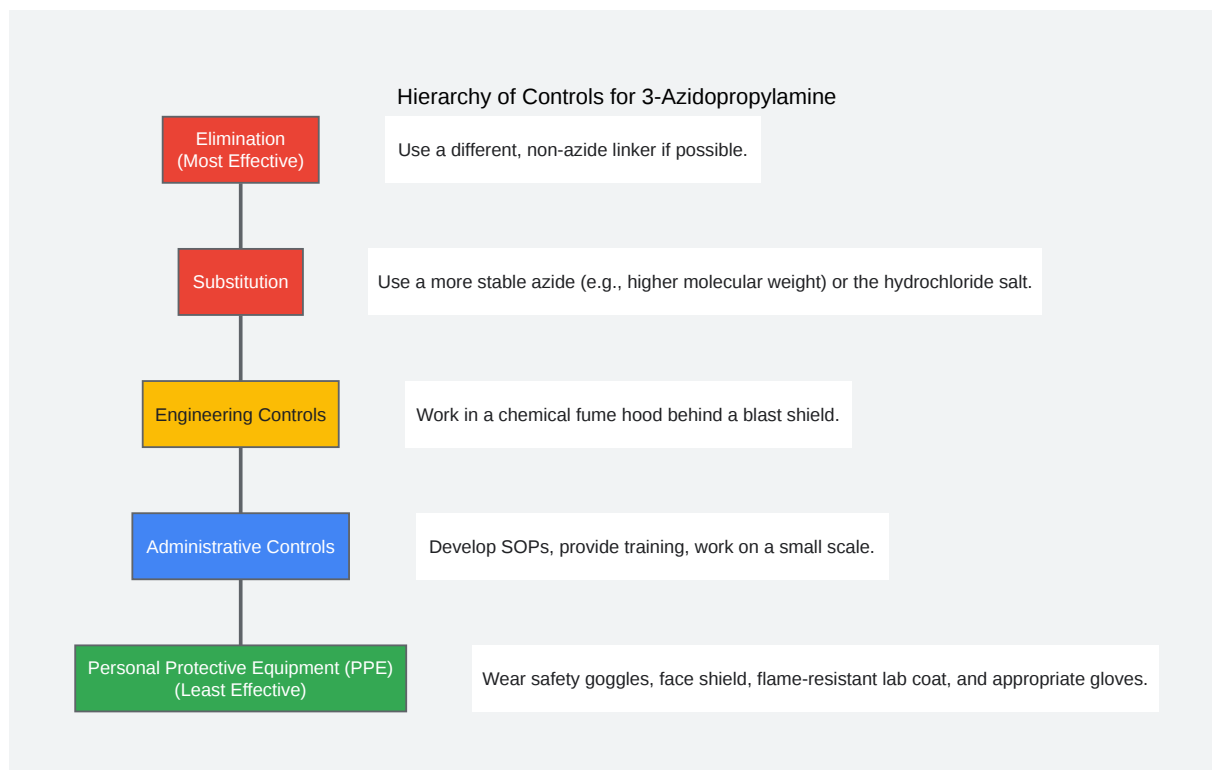 Hierarchy of Controls for 3-Azidopropylamine
Elimination
(Most Effective)
Use a different, non-azide linker if possible.
Substitution
Use a more stable azide (e.g., higher molecular weight) or the hydrochloride salt.
Engineering Controls
Work in a chemical fume hood behind a blast shield.
Administrative Controls
Develop SOPs, provide training, work on a small scale.
Personal Protective Equipment (PPE)
(Least Effective)
Wear safety goggles, face shield, flame-resistant lab coat, and appropriate gloves.